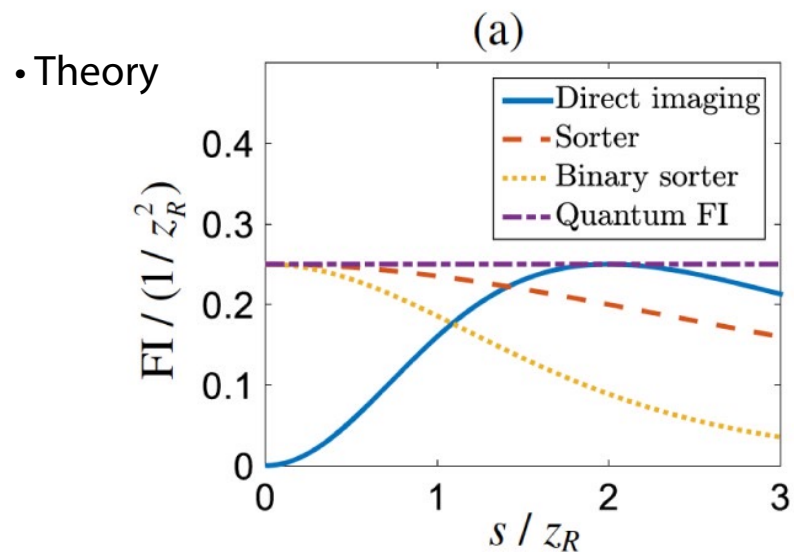 (a)
• Theory
Direct imaging
Sorter
Binary sorter
Quantum FI
0.4
0.3
0.2
0.1
0
FI / (1/ z_R^2)
0 1 2 3
s / z_R